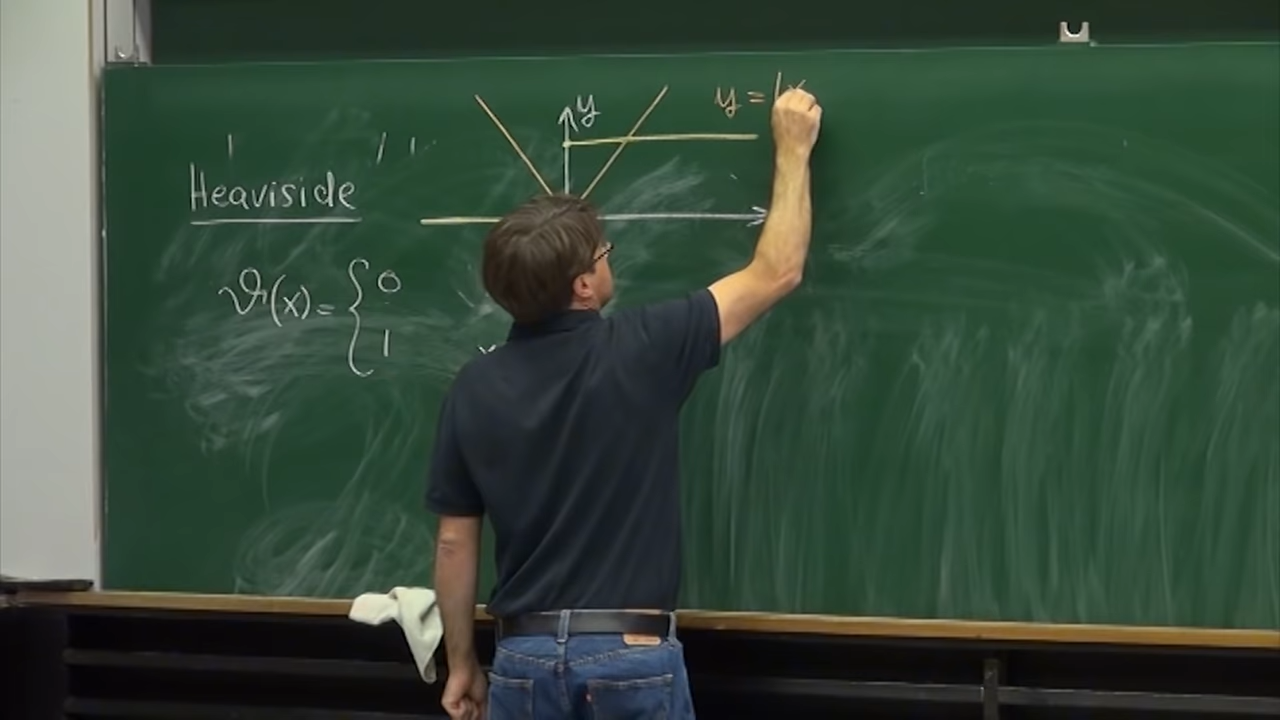 y
y = |x
Heaviside
ϑ(x) = { 0
1